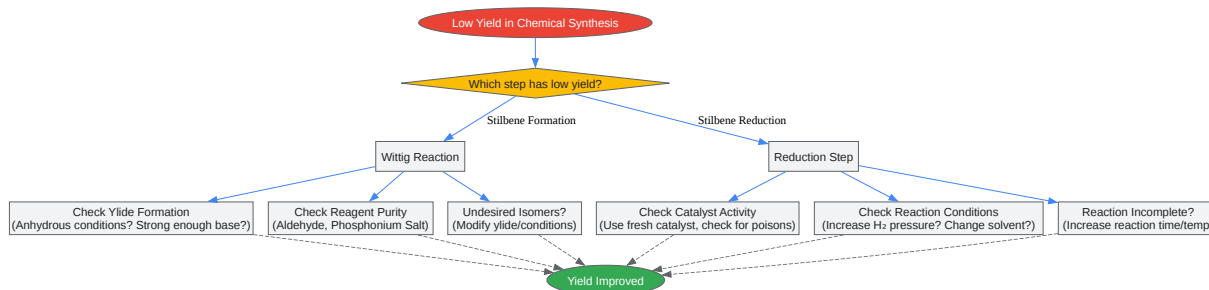 Low Yield in Chemical Synthesis
Which step has low yield?
Stilbene Formation
Stilbene Reduction
Wittig Reaction
Reduction Step
Check Ylide Formation
(Anhydrous conditions? Strong enough base?)
Check Reagent Purity
(Aldehyde, Phosphonium Salt)
Undesired Isomers?
(Modify ylide/conditions)
Check Catalyst Activity
(Use fresh catalyst, check for poisons)
Check Reaction Conditions
(Increase H₂ pressure? Change solvent?)
Reaction Incomplete?
(Increase reaction time/temp
Yield Improved